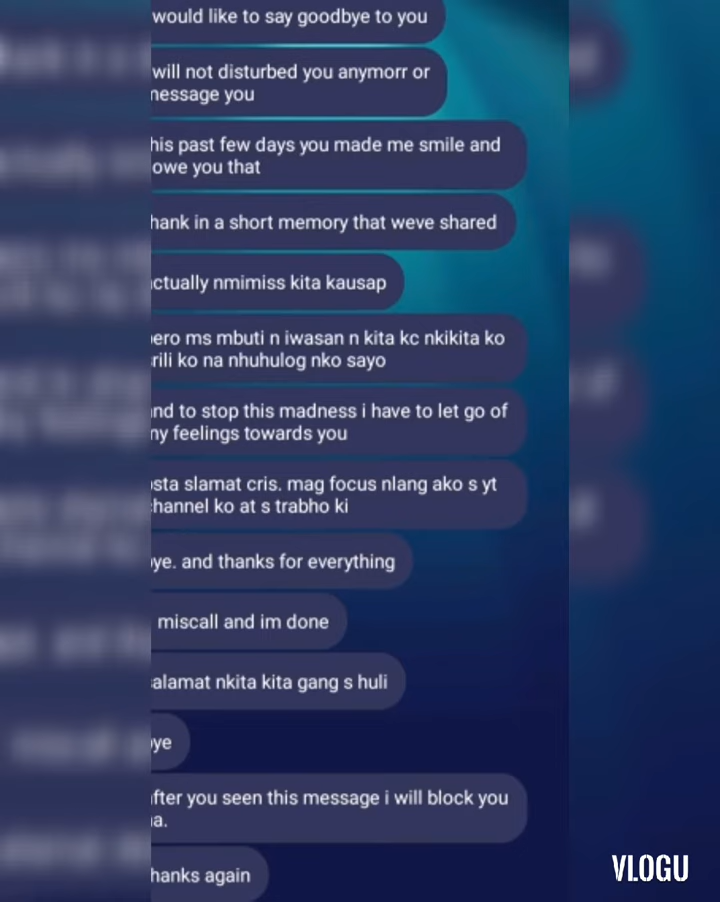 would like to say goodbye to you
will not disturbed you anymorr or
message you
his past few days you made me smile and
owe you that
hank in a short memory that weve shared
ctually nmimiss kita kausap
ero ms mbuti n iwasan n kita kc nkikita ko
rili ko na nhuhulog nko sayo
nd to stop this madness i have to let go of
my feelings towards you
sta slamat cris. mag focus nlang ako s yt
channel ko at s trabho ki
ye. and thanks for everything
miscall and im done
alamat nkita kita gang s huli
ye
fter you seen this message i will block you
a.
hanks again
VLOGU